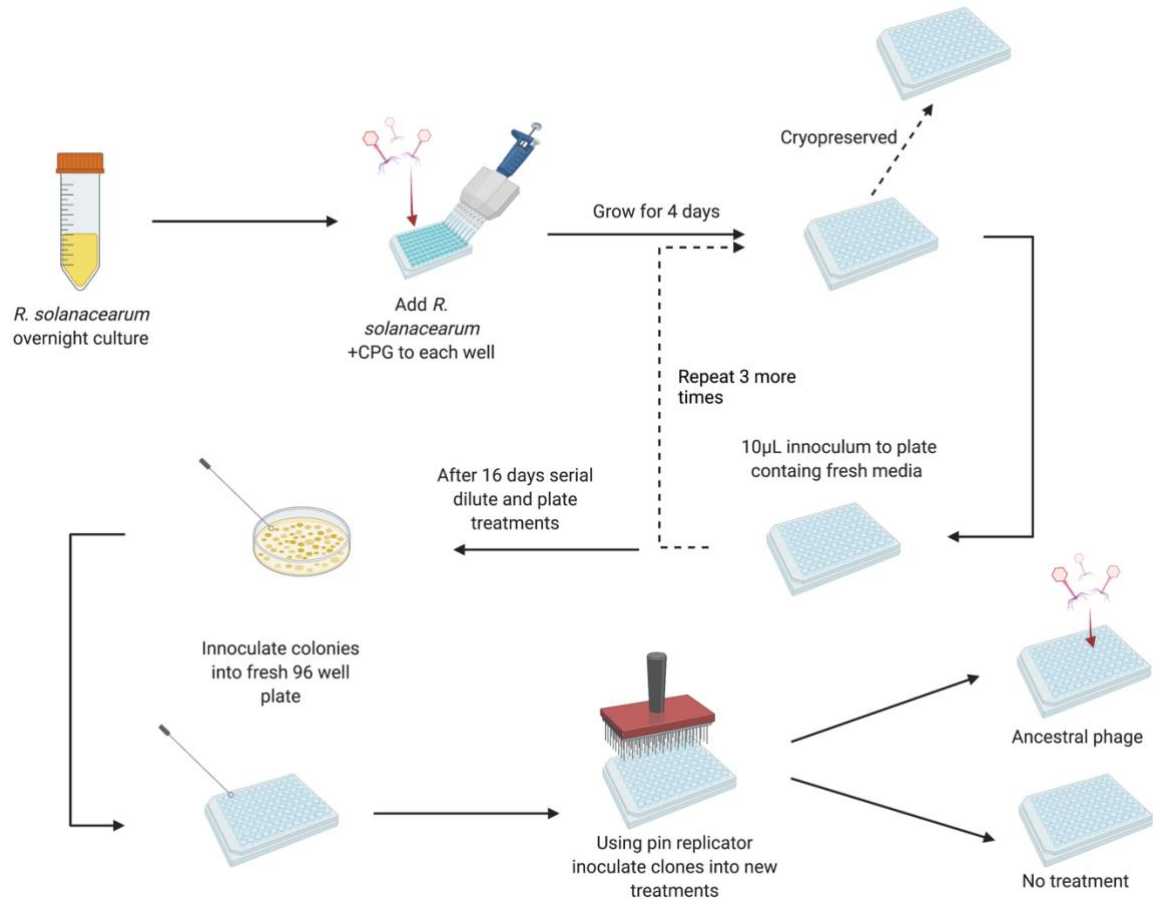 Cryopreserved
Grow for 4 days
R. solanacearum
overnight culture
Add R.
solanacearum
+CPG to each well
Repeat 3 more
times
10µL innoculum to plate
containg fresh media
After 16 days serial
dilute and plate
treatments
Innoculate colonies
into fresh 96 well
plate
Using pin replicator
inoculate clones into new
treatments
Ancestral phage
No treatment